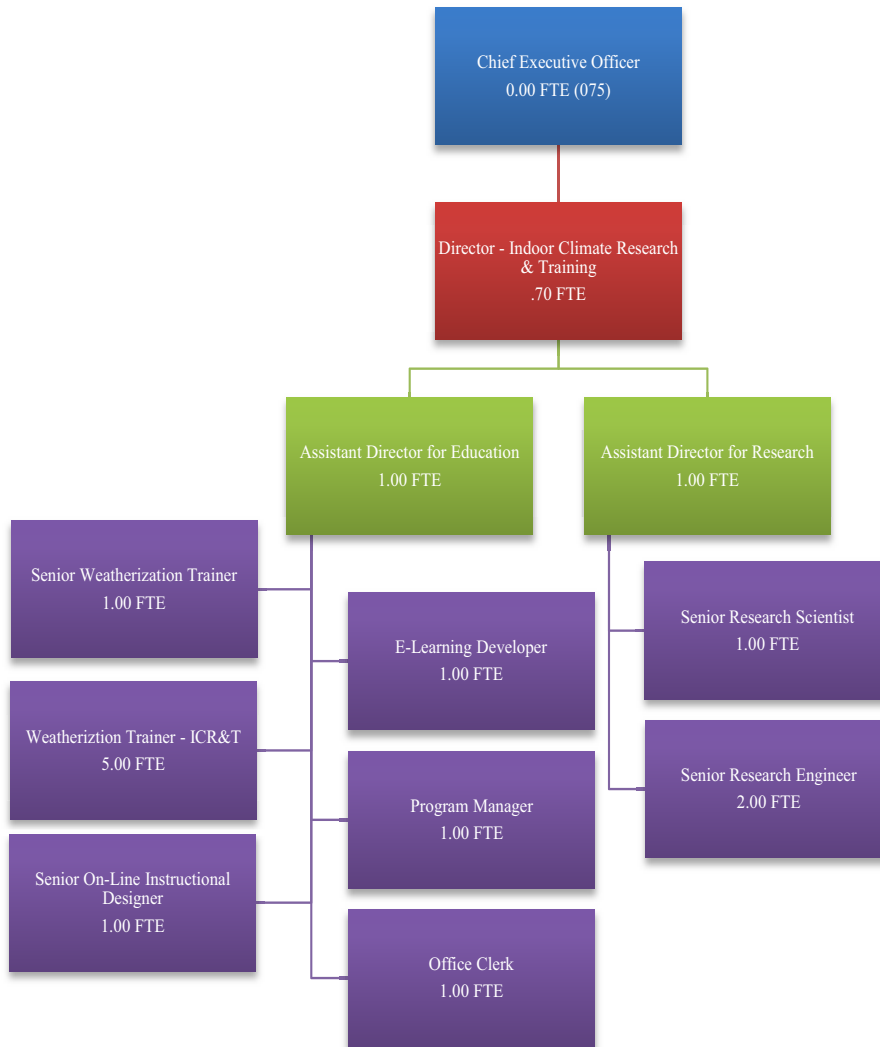 Chief Executive Officer
0.00 FTE (075)
Director - Indoor Climate Research
& Training
.70 FTE
Assistant Director for Education
1.00 FTE
Assistant Director for Research
1.00 FTE
Senior Weatherization Trainer
1.00 FTE
E-Learning Developer
1.00 FTE
Senior Research Scientist
1.00 FTE
Weatheriztion Trainer - ICR&T
5.00 FTE
Program Manager
1.00 FTE
Senior Research Engineer
2.00 FTE
Senior On-Line Instructional
Designer
1.00 FTE
Office Clerk
1.00 FTE